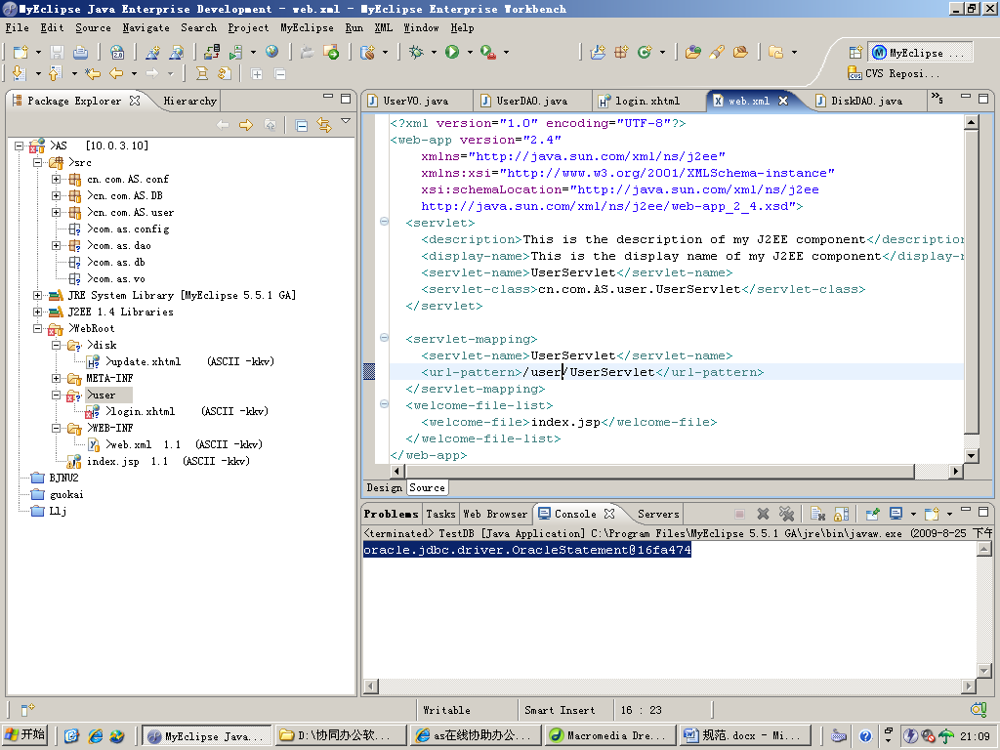 MyEclipse Java Enterprise Development - web.xml - MyEclipse Enterprise Workbench
File Edit Source Navigate Search Project MyEclipse Run XML Window Help
MyEclipse ...
CVS Reposi...
Package Explorer
Hierarchy
>AS [10.0.3.10]
>src
cn.com.AS.conf
>cn.com.AS.DB
>cn.com.AS.user
>com.as.config
>com.as.dao
>com.as.db
>com.as.vo
JRE System Library [MyEclipse 5.5.1 GA]
J2EE 1.4 Libraries
>WebRoot
>disk
>update.xhtml (ASCII -kkv)
META-INF
>user
>login.xhtml (ASCII -kkv)
>WEB-INF
>web.xml 1.1 (ASCII -kkv)
index.jsp 1.1 (ASCII -kkv)
BJNU2
guokai
Llj
UserVO.java UserDAO.java login.xhtml web.xml DiskDAO.java »5
<?xml version="1.0" encoding="UTF-8"?>
<web-app version="2.4"
xmlns="http://java.sun.com/xml/ns/j2ee"
xmlns:xsi="http://www.w3.org/2001/XMLSchema-instance"
xsi:schemaLocation="http://java.sun.com/xml/ns/j2ee
http://java.sun.com/xml/ns/j2ee/web-app_2_4.xsd">
<servlet>
<description>This is the description of my J2EE component</description
<display-name>This is the display name of my J2EE component</display-n
<servlet-name>UserServlet</servlet-name>
<servlet-class>cn.com.AS.user.UserServlet</servlet-class>
</servlet>
<servlet-mapping>
<servlet-name>UserServlet</servlet-name>
<url-pattern>/user/UserServlet</url-pattern>
</servlet-mapping>
<welcome-file-list>
<welcome-file>index.jsp</welcome-file>
</welcome-file-list>
</web-app>
Design Source
Problems Tasks Web Browser Console Servers
<terminated> TestDB [Java Application] C:\Program Files\MyEclipse 5.5.1 GA\jre\bin\javaw.exe (2009-8-25 下午
oracle.jdbc.driver.OracleStatement@16fa474
Writable Smart Insert 16 : 23
开始 MyEclipse Java... D:\协同办公软... as在线协助办公... Macromedia Dre... 规范.docx - Mi... 21:09